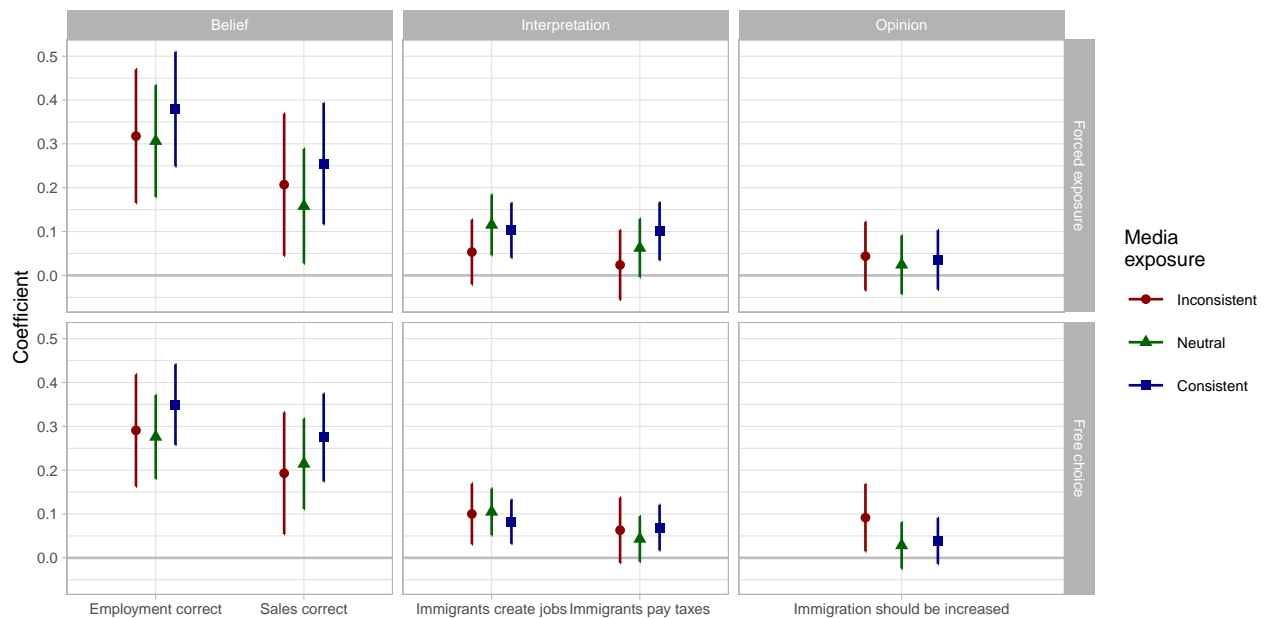 Belief
Interpretation
Opinion
Coefficient
0.5
0.4
0.3
0.2
0.1
0.0
Forced exposure
0.5
0.4
0.3
0.2
0.1
0.0
Free choice
Employment correct
Sales correct
Immigrants create jobs
Immigrants pay taxes
Immigration should be increased
Media
exposure
Inconsistent
Neutral
Consistent